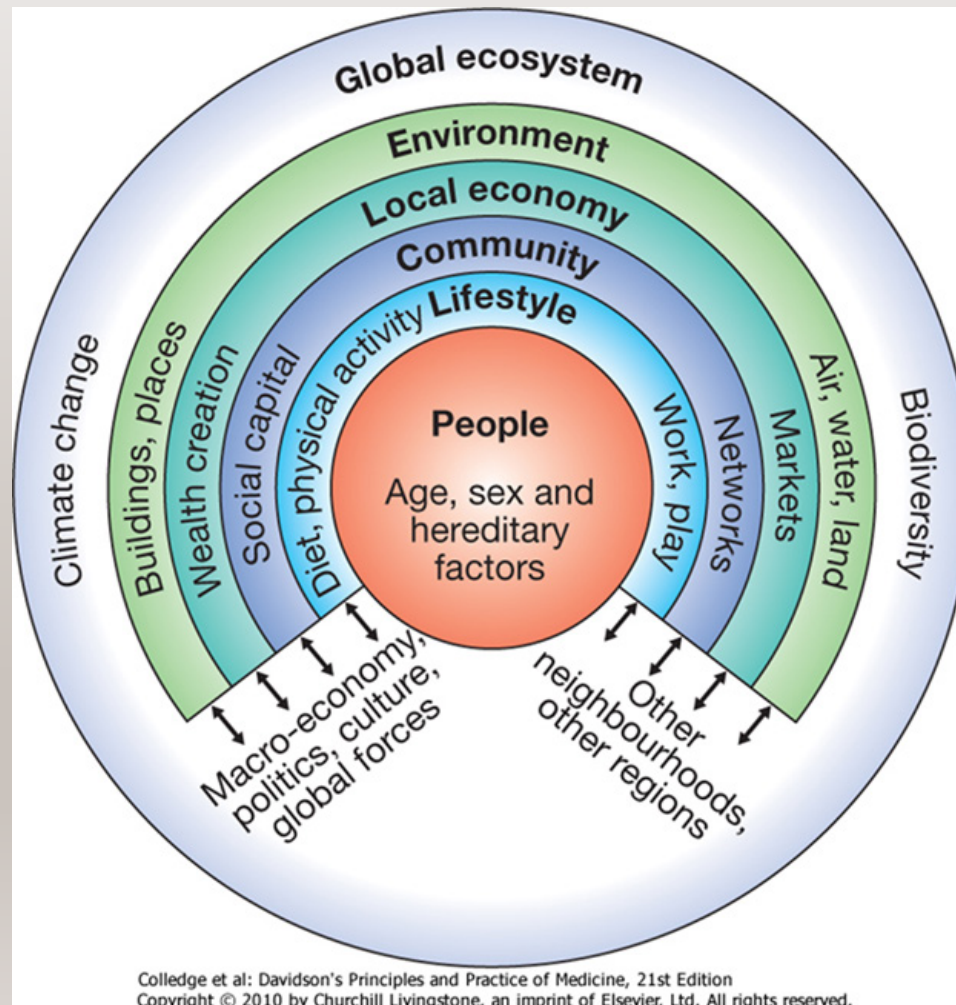 Global ecosystem
Environment
Local economy
Community
Lifestyle
People
Age, sex and
hereditary
factors
Climate change
Buildings, places
Wealth creation
Social capital
Diet, physical activity
Work, play
Networks
Markets
Air, water, land
Biodiversity
Macro-economy,
politics, culture,
global forces
Other
neighbourhoods,
other regions
Colledge et al: Davidson's Principles and Practice of Medicine, 21st Edition
Copyright © 2010 by Churchill Livingstone, an imprint of Elsevier, Ltd. All rights reserved.